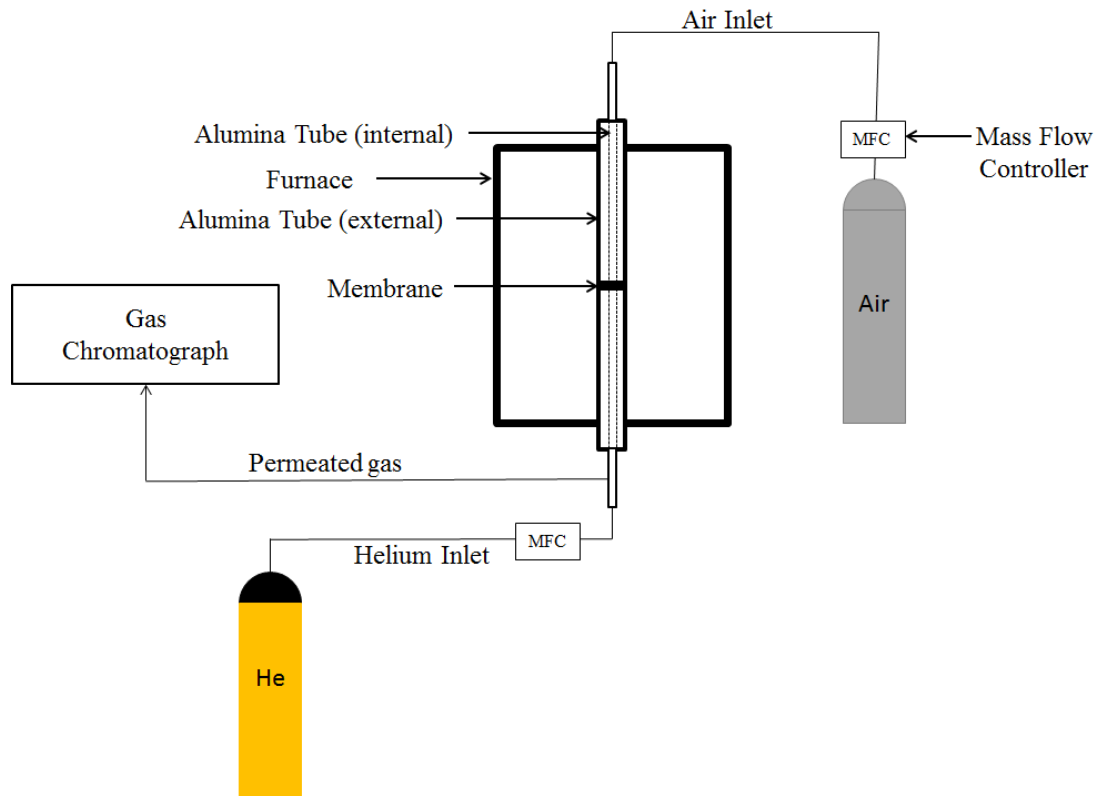 Air Inlet
Alumina Tube (internal)
MFC
Mass Flow
Controller
Furnace
Alumina Tube (external)
Membrane
Air
Gas
Chromatograph
Permeated gas
MFC
Helium Inlet
He